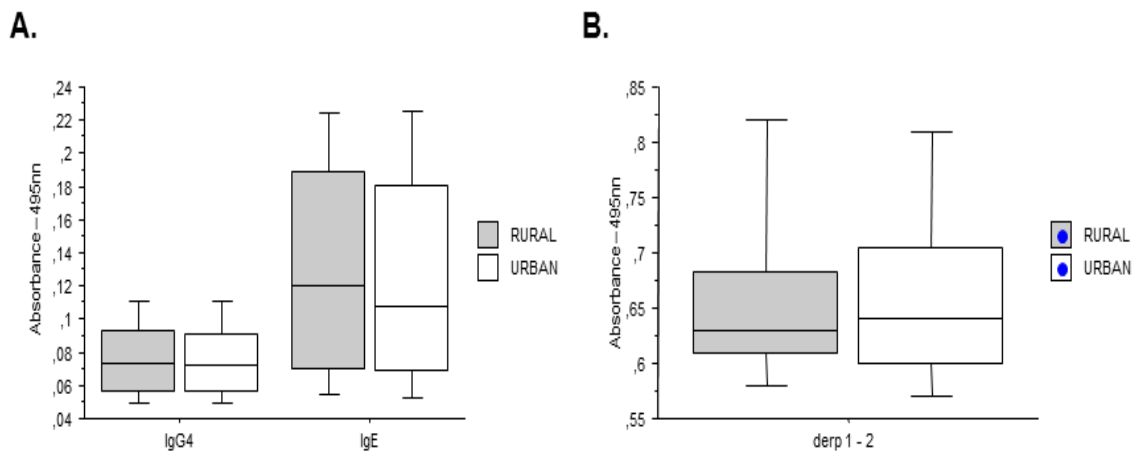 A.
Absorbance – 495nn
,24
,22
,2
,18
,16
,14
,12
,1
,08
,06
,04
IgG4
IgE
RURAL
URBAN
B.
Absorbance – 495nn
,85
,8
,75
,7
,65
,6
,55
derp 1 - 2
RURAL
URBAN